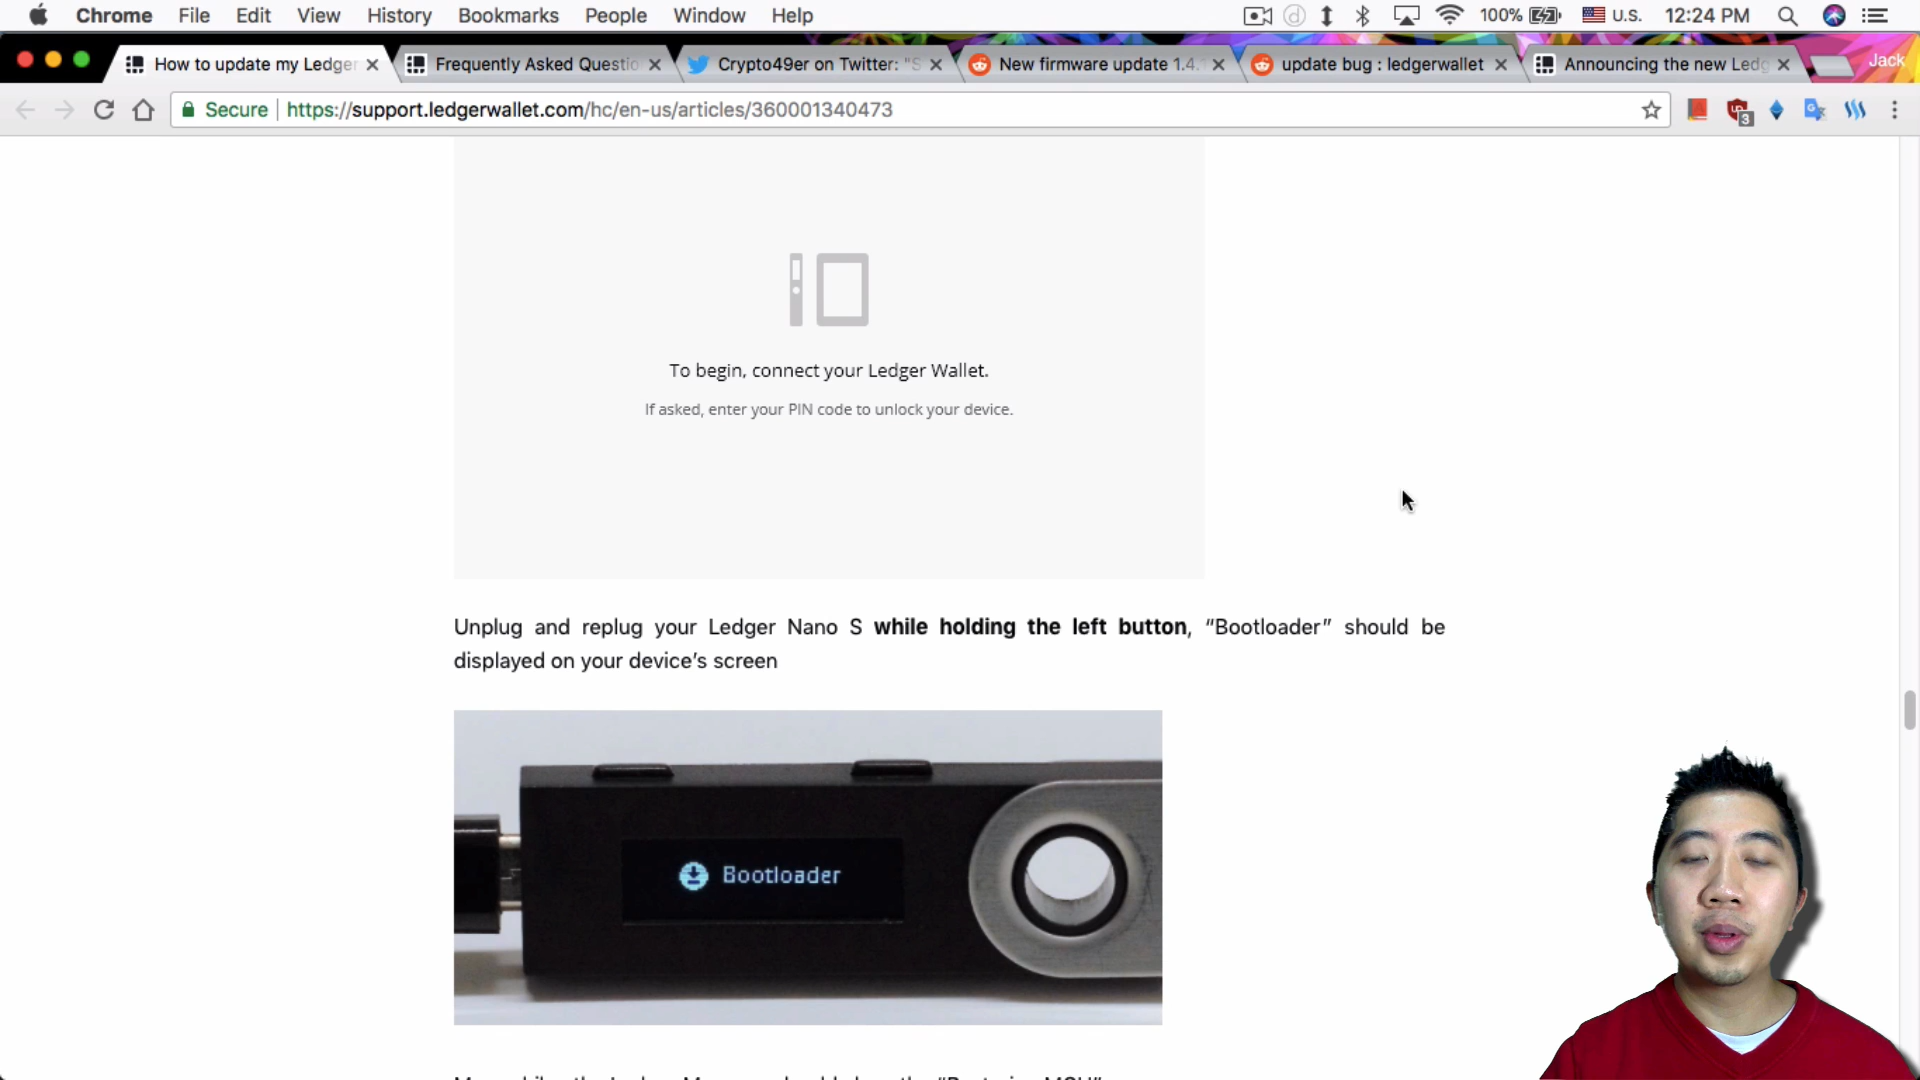 Chrome File Edit View History Bookmarks People Window Help 100% U.S. 12:24 PM
How to update my Ledger Frequently Asked Questio Crypto49er on Twitter: "S New firmware update 1.4. update bug : ledgerwallet Announcing the new Ledg Jack
Secure https://support.ledgerwallet.com/hc/en-us/articles/360001340473 3
To begin, connect your Ledger Wallet.
If asked, enter your PIN code to unlock your device.
Unplug and replug your Ledger Nano S while holding the left button, “Bootloader” should be
displayed on your device’s screen
Bootloader